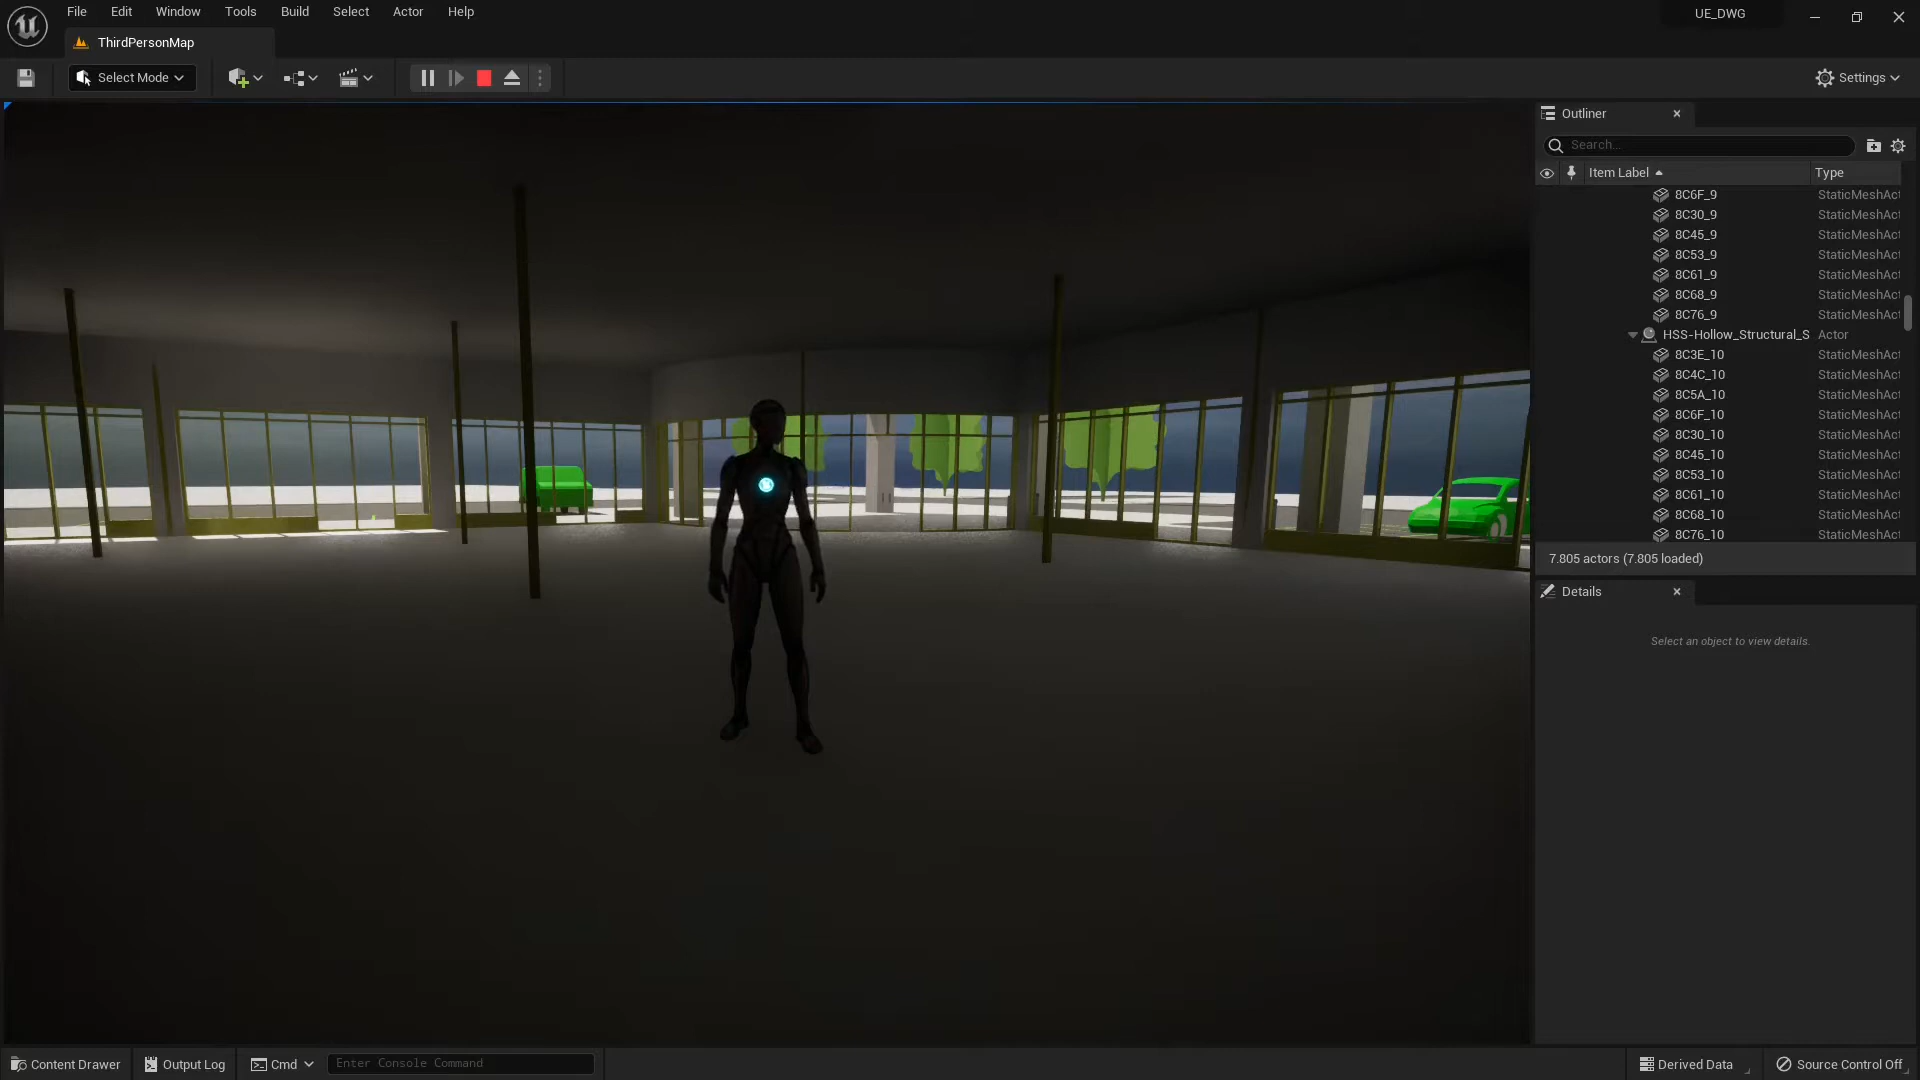 File Edit Window Tools Build Select Actor Help
UE_DWG
ThirdPersonMap
Select Mode
Settings
Outliner
Search...
Item Label Type
8C6F_9 StaticMeshAct
8C30_9 StaticMeshAct
8C45_9 StaticMeshAct
8C53_9 StaticMeshAct
8C61_9 StaticMeshAct
8C68_9 StaticMeshAct
8C76_9 StaticMeshAct
HSS-Hollow_Structural_S Actor
8C3E_10 StaticMeshAct
8C4C_10 StaticMeshAct
8C5A_10 StaticMeshAct
8C6F_10 StaticMeshAct
8C30_10 StaticMeshAct
8C45_10 StaticMeshAct
8C53_10 StaticMeshAct
8C61_10 StaticMeshAct
8C68_10 StaticMeshAct
8C76_10 StaticMeshAct
7.805 actors (7.805 loaded)
Details
Select an object to view details.
Content Drawer Output Log Cmd Enter Console Command Derived Data Source Control Off